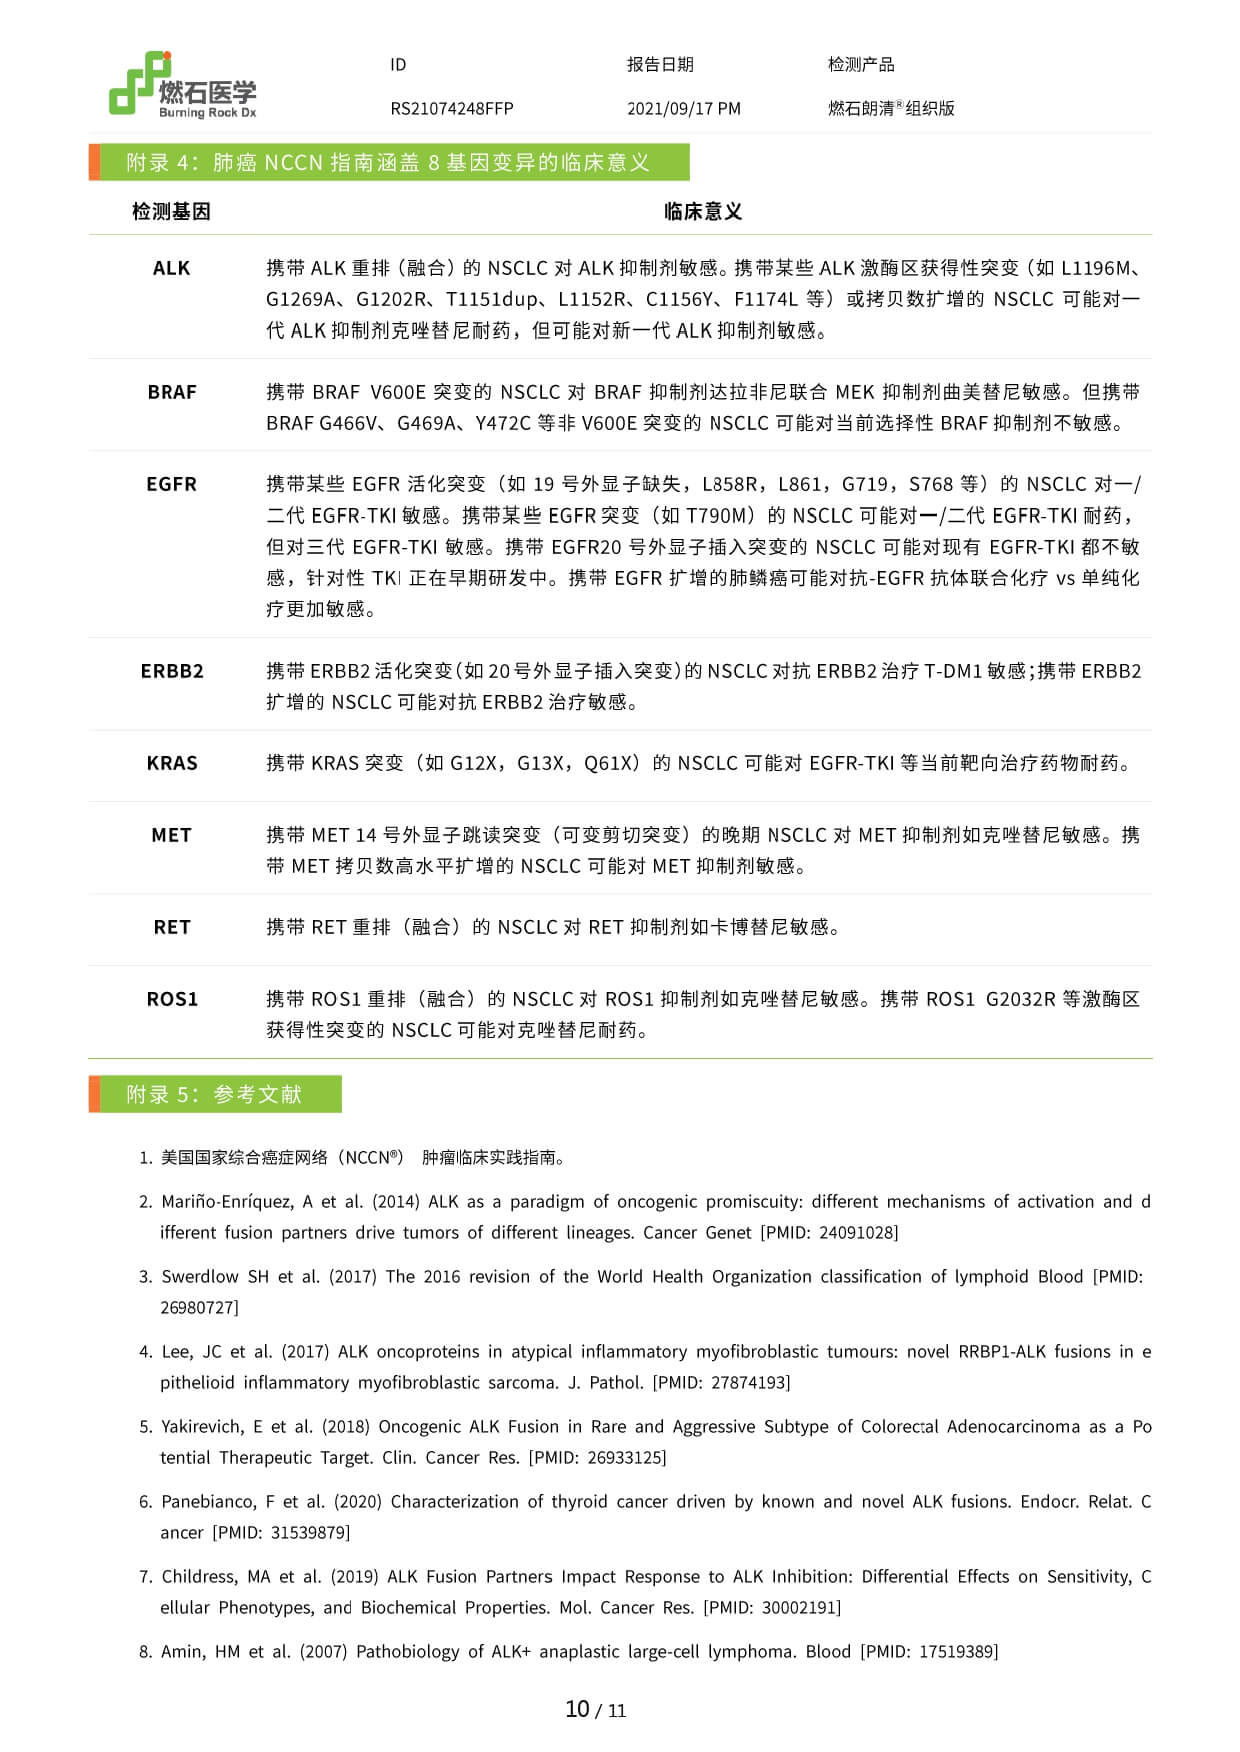 燃石医学
Burning Rock Dx
ID 报告日期 检测产品
RS21074248FFP 2021/09/17 PM 燃石朗清®组织版
附录 4：肺癌 NCCN 指南涵盖 8 基因变异的临床意义
检测基因 临床意义
ALK 携带 ALK 重排（融合）的 NSCLC 对 ALK 抑制剂敏感。携带某些 ALK 激酶区获得性突变（如 L1196M、
G1269A、G1202R、T1151dup、L1152R、C1156Y、F1174L 等）或拷贝数扩增的 NSCLC 可能对一
代 ALK 抑制剂克唑替尼耐药，但可能对新一代 ALK 抑制剂敏感。
BRAF 携带 BRAF V600E 突变的 NSCLC 对 BRAF 抑制剂达拉非尼联合 MEK 抑制剂曲美替尼敏感。但携带
BRAF G466V、G469A、Y472C 等非 V600E 突变的 NSCLC 可能对当前选择性 BRAF 抑制剂不敏感。
EGFR 携带某些 EGFR 活化突变（如 19 号外显子缺失，L858R，L861，G719，S768 等）的 NSCLC 对一/
二代 EGFR-TKI 敏感。携带某些 EGFR 突变（如 T790M）的 NSCLC 可能对一/二代 EGFR-TKI 耐药，
但对三代 EGFR-TKI 敏感。携带 EGFR20 号外显子插入突变的 NSCLC 可能对现有 EGFR-TKI 都不敏
感，针对性 TKI 正在早期研发中。携带 EGFR 扩增的肺鳞癌可能对抗-EGFR 抗体联合化疗 vs 单纯化
疗更加敏感。
ERBB2 携带 ERBB2 活化突变（如 20 号外显子插入突变）的 NSCLC 对抗 ERBB2 治疗 T-DM1 敏感；携带 ERBB2
扩增的 NSCLC 可能对抗 ERBB2 治疗敏感。
KRAS 携带 KRAS 突变（如 G12X，G13X，Q61X）的 NSCLC 可能对 EGFR-TKI 等当前靶向治疗药物耐药。
MET 携带 MET 14 号外显子跳读突变（可变剪切突变）的晚期 NSCLC 对 MET 抑制剂如克唑替尼敏感。携
带 MET 拷贝数高水平扩增的 NSCLC 可能对 MET 抑制剂敏感。
RET 携带 RET 重排（融合）的 NSCLC 对 RET 抑制剂如卡博替尼敏感。
ROS1 携带 ROS1 重排（融合）的 NSCLC 对 ROS1 抑制剂如克唑替尼敏感。携带 ROS1 G2032R 等激酶区
获得性突变的 NSCLC 可能对克唑替尼耐药。
附录 5：参考文献
1. 美国国家综合癌症网络（NCCN®） 肿瘤临床实践指南。
2. Mariño-Enríquez, A et al. (2014) ALK as a paradigm of oncogenic promiscuity: different mechanisms of activation and d
ifferent fusion partners drive tumors of different lineages. Cancer Genet [PMID: 24091028]
3. Swerdlow SH et al. (2017) The 2016 revision of the World Health Organization classification of lymphoid Blood [PMID:
26980727]
4. Lee, JC et al. (2017) ALK oncoproteins in atypical inflammatory myofibroblastic tumours: novel RRBP1-ALK fusions in e
pithelioid inflammatory myofibroblastic sarcoma. J. Pathol. [PMID: 27874193]
5. Yakirevich, E et al. (2018) Oncogenic ALK Fusion in Rare and Aggressive Subtype of Colorectal Adenocarcinoma as a Po
tential Therapeutic Target. Clin. Cancer Res. [PMID: 26933125]
6. Panebianco, F et al. (2020) Characterization of thyroid cancer driven by known and novel ALK fusions. Endocr. Relat. C
ancer [PMID: 31539879]
7. Childress, MA et al. (2019) ALK Fusion Partners Impact Response to ALK Inhibition: Differential Effects on Sensitivity, C
ellular Phenotypes, and Biochemical Properties. Mol. Cancer Res. [PMID: 30002191]
8. Amin, HM et al. (2007) Pathobiology of ALK+ anaplastic large-cell lymphoma. Blood [PMID: 17519389]
10 / 11